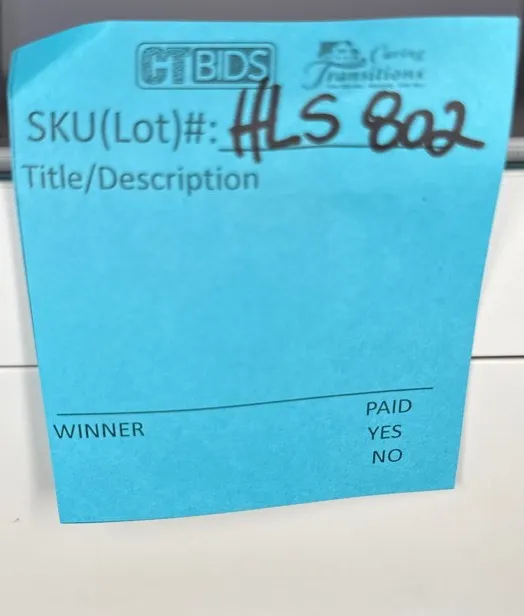 CTBIDS
Caring
Transitions
SKU(Lot)#: HLS 802
Title/Description
WINNER
PAID
YES
NO